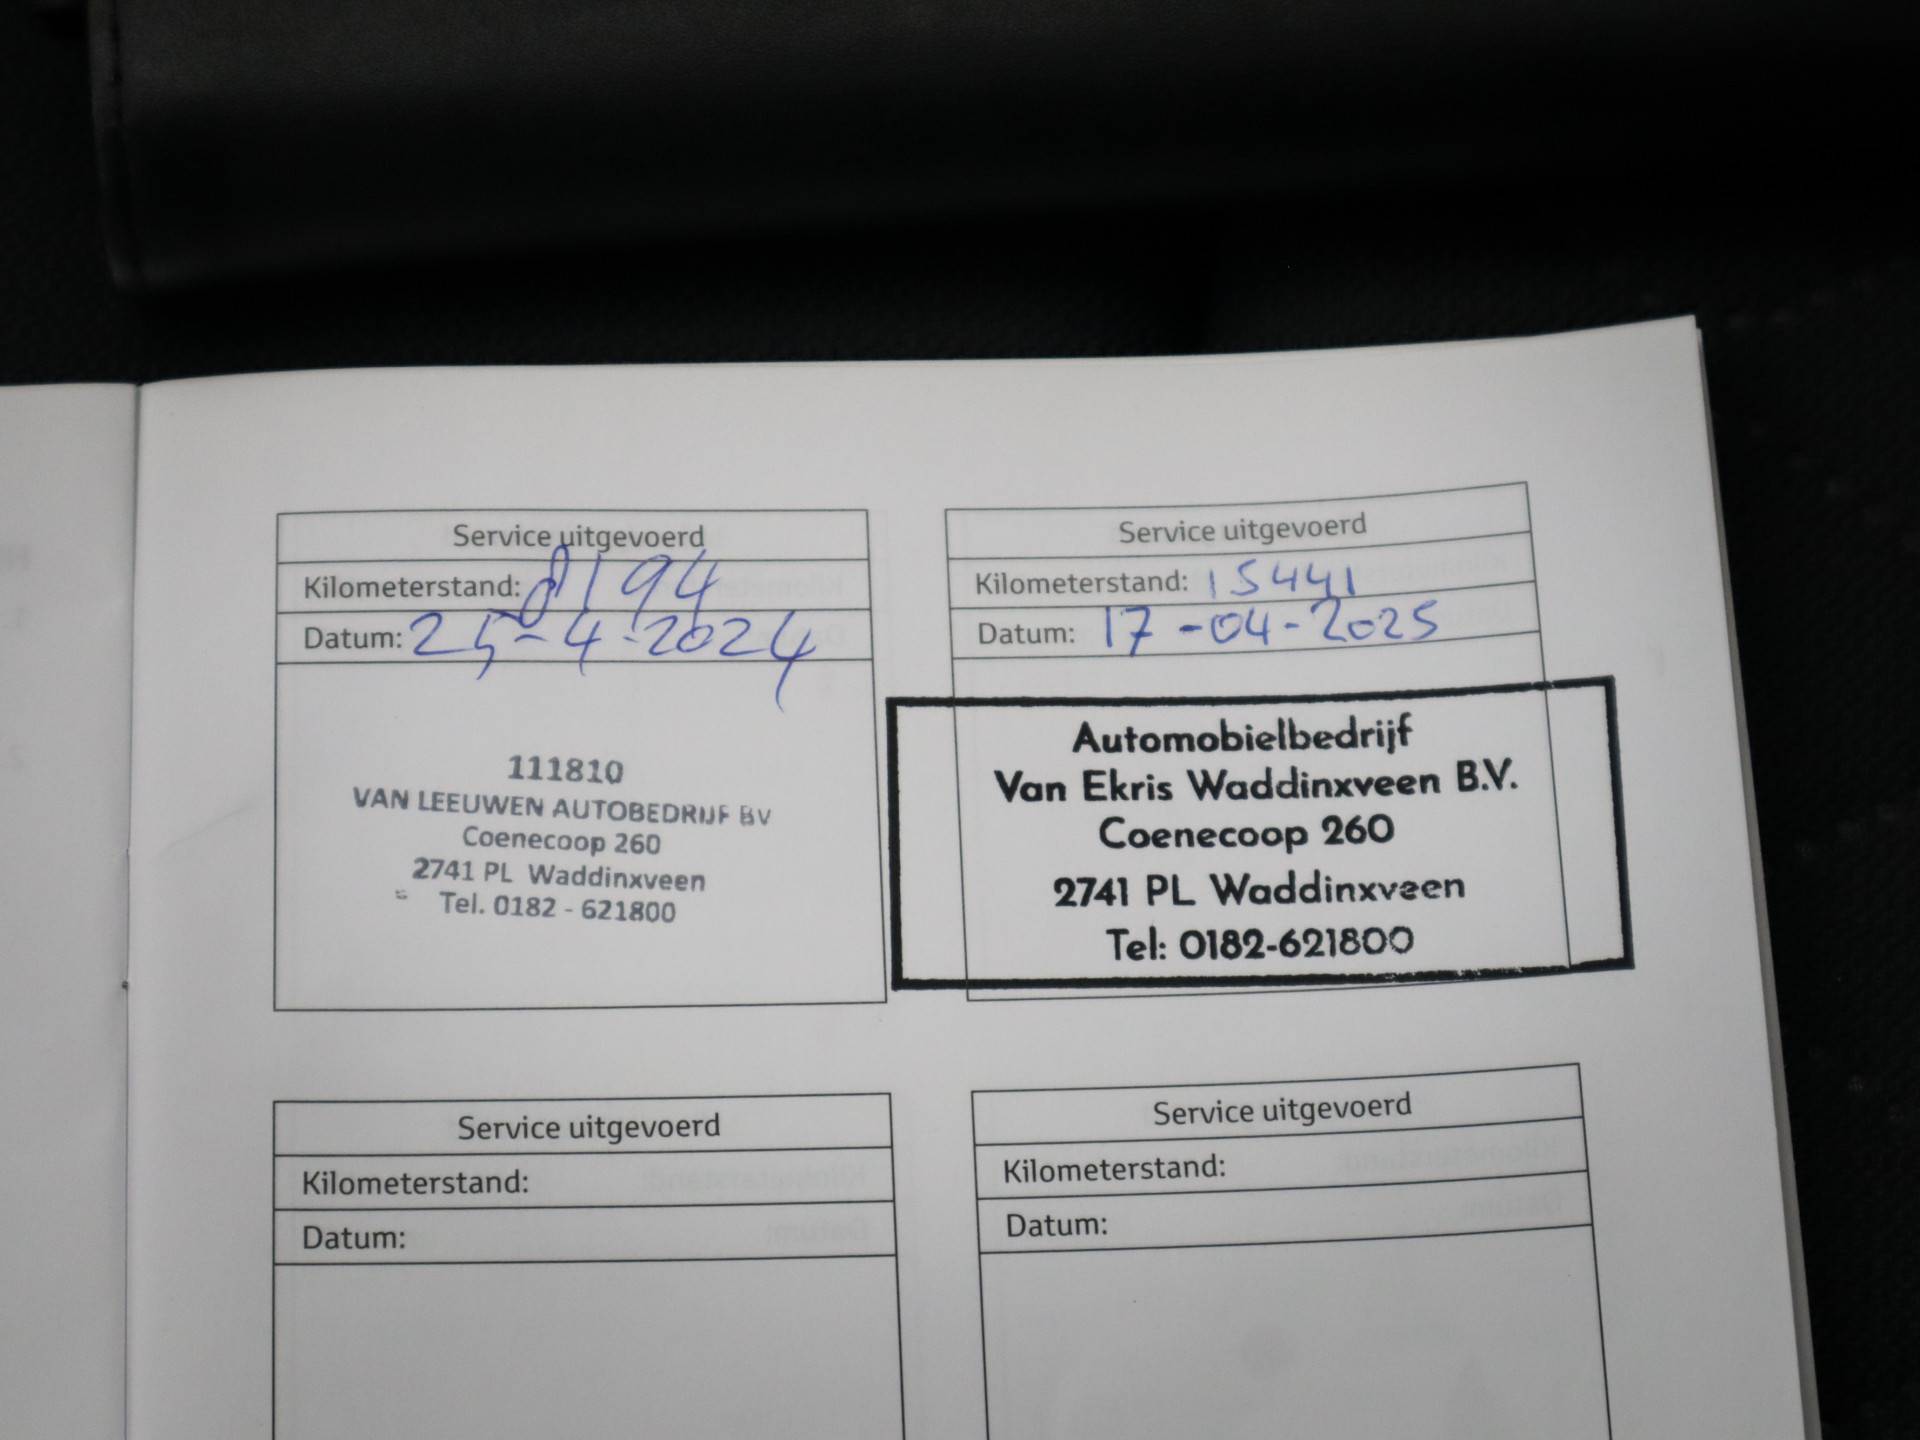 Service uitgevoerd
Kilometerstand: 8194
Datum: 25-4-2024
111810
VAN LEEUWEN AUTOBEDRIJF BV
Coenecoop 260
2741 PL Waddinxveen
Tel. 0182 - 621800
Service uitgevoerd
Kilometerstand: 15441
Datum: 17-04-2025
Automobielbedrijf
Van Ekris Waddinxveen B.V.
Coenecoop 260
2741 PL Waddinxveen
Tel: 0182-621800
Service uitgevoerd
Kilometerstand:
Datum:
Service uitgevoerd
Kilometerstand:
Datum: